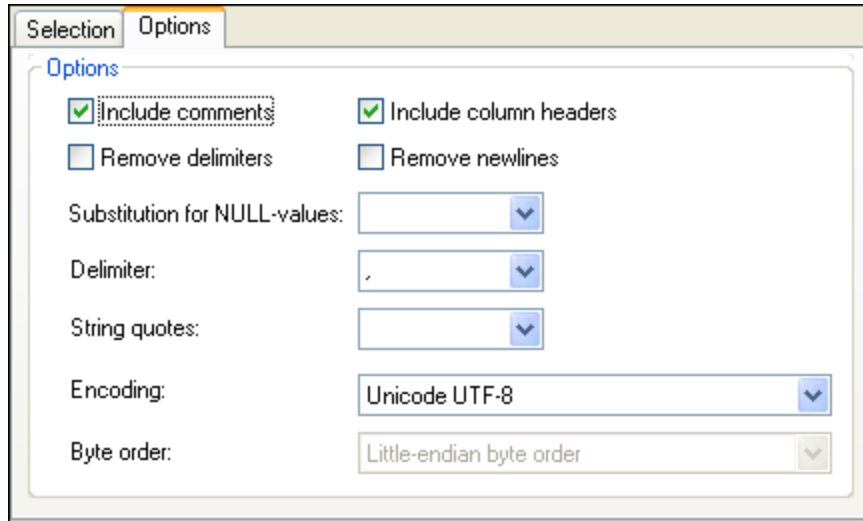 Selection Options
Options
Include comments Include column headers
Remove delimiters Remove newlines
Substitution for NULL-values:
Delimiter: ,
String quotes:
Encoding: Unicode UTF-8
Byte order: Little-endian byte order